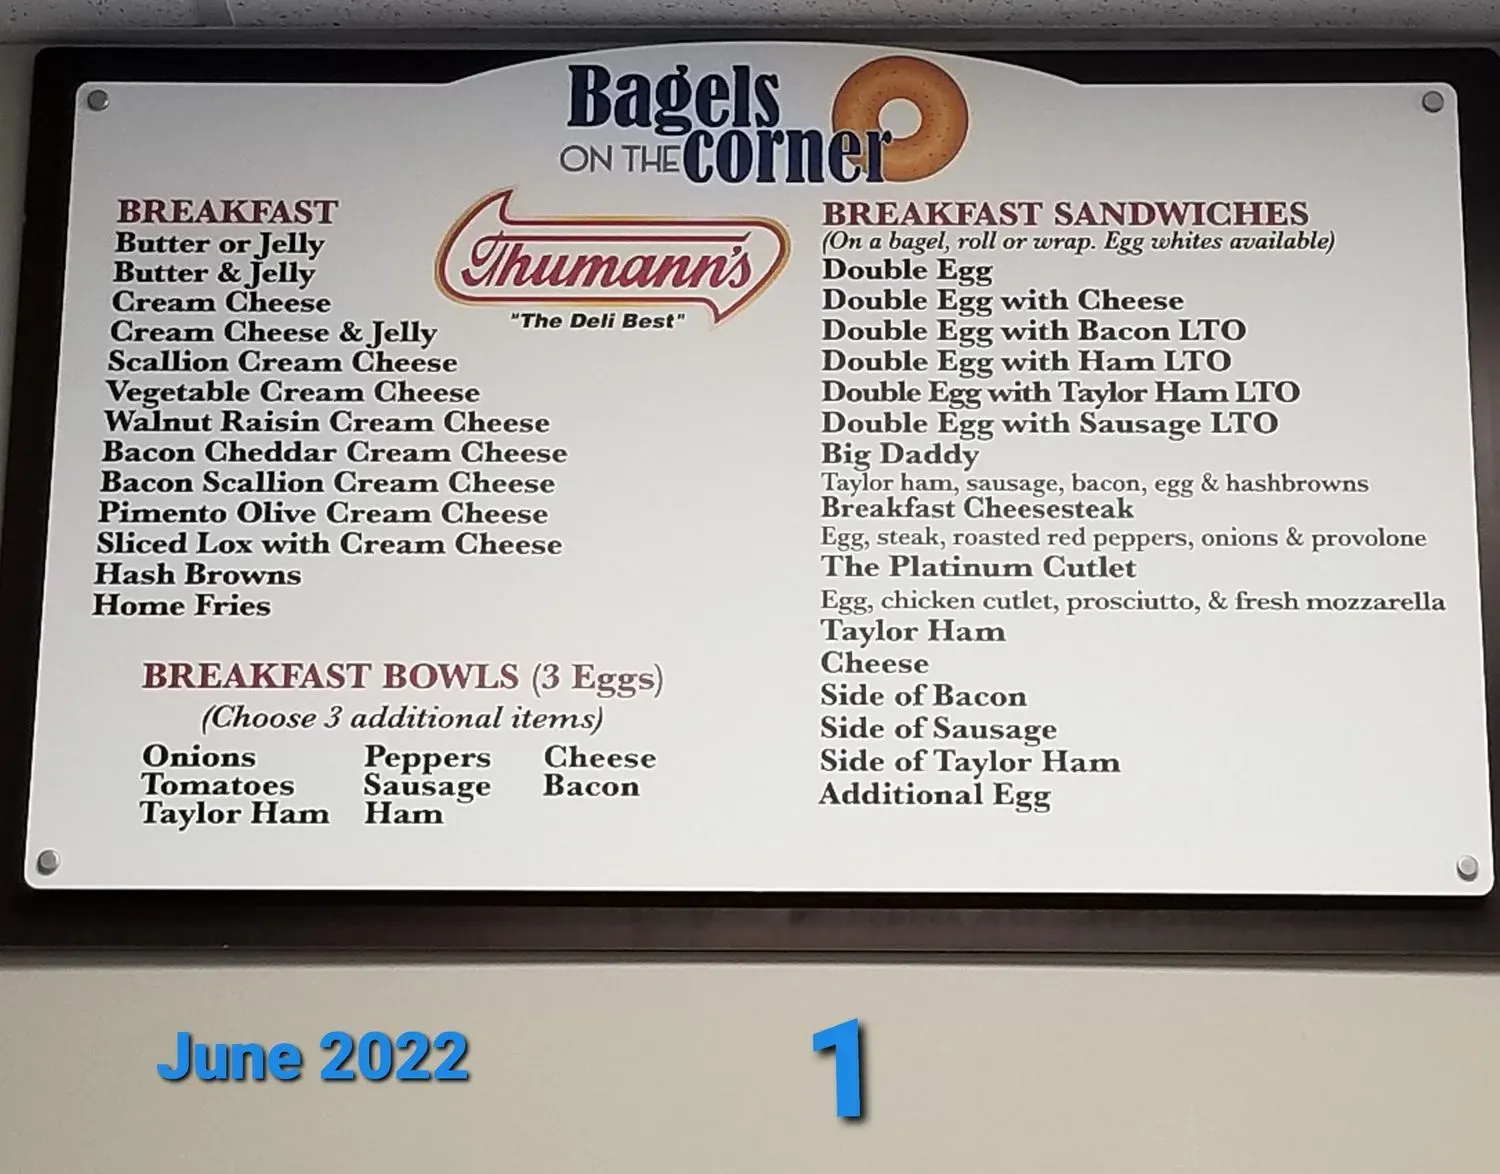 Bagels
ON THE corner
BREAKFAST
Butter or Jelly
Butter & Jelly
Cream Cheese
Cream Cheese & Jelly
Scallion Cream Cheese
Vegetable Cream Cheese
Walnut Raisin Cream Cheese
Bacon Cheddar Cream Cheese
Bacon Scallion Cream Cheese
Pimento Olive Cream Cheese
Sliced Lox with Cream Cheese
Hash Browns
Home Fries
Thumann's
"The Deli Best"
BREAKFAST BOWLS (3 Eggs)
(Choose 3 additional items)
Onions Peppers Cheese
Tomatoes Sausage Bacon
Taylor Ham Ham
BREAKFAST SANDWICHES
(On a bagel, roll or wrap. Egg whites available)
Double Egg
Double Egg with Cheese
Double Egg with Bacon LTO
Double Egg with Ham LTO
Double Egg with Taylor Ham LTO
Double Egg with Sausage LTO
Big Daddy
Taylor ham, sausage, bacon, egg & hashbrowns
Breakfast Cheesesteak
Egg, steak, roasted red peppers, onions & provolone
The Platinum Cutlet
Egg, chicken cutlet, prosciutto, & fresh mozzarella
Taylor Ham
Cheese
Side of Bacon
Side of Sausage
Side of Taylor Ham
Additional Egg
June 2022
1